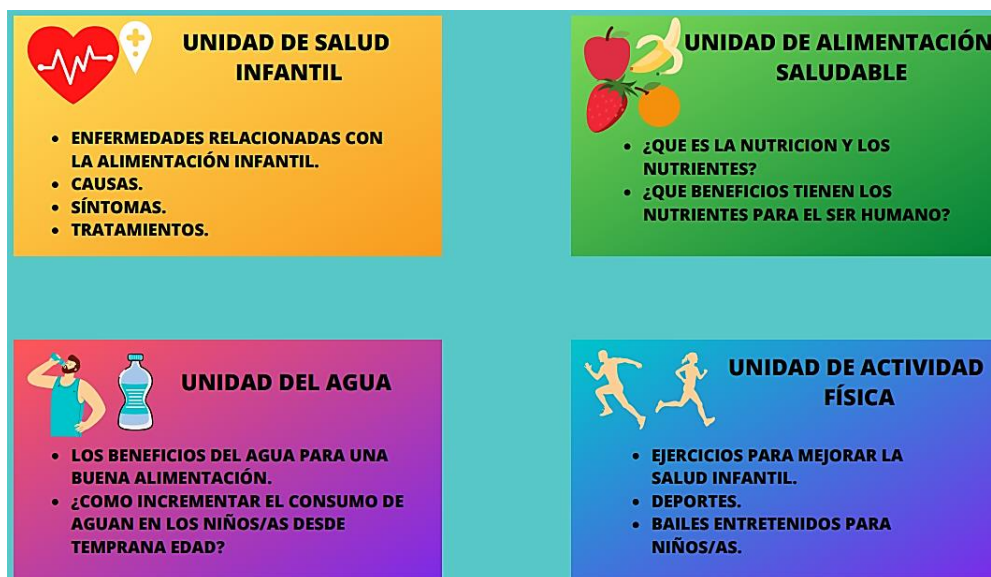 UNIDAD DE SALUD
INFANTIL
• ENFERMEDADES RELACIONADAS CON
LA ALIMENTACIÓN INFANTIL.
• CAUSAS.
• SÍNTOMAS.
• TRATAMIENTOS.
UNIDAD DE ALIMENTACIÓN
SALUDABLE
• ¿QUE ES LA NUTRICION Y LOS
NUTRIENTES?
• ¿QUE BENEFICIOS TIENEN LOS
NUTRIENTES PARA EL SER HUMANO?
UNIDAD DEL AGUA
• LOS BENEFICIOS DEL AGUA PARA UNA
BUENA ALIMENTACIÓN.
• ¿COMO INCREMENTAR EL CONSUMO DE
AGUAN EN LOS NIÑOS/AS DESDE
TEMPRANA EDAD?
UNIDAD DE ACTIVIDAD
FÍSICA
• EJERCICIOS PARA MEJORAR LA
SALUD INFANTIL.
• DEPORTES.
• BAILES ENTRETENIDOS PARA
NIÑOS/AS.